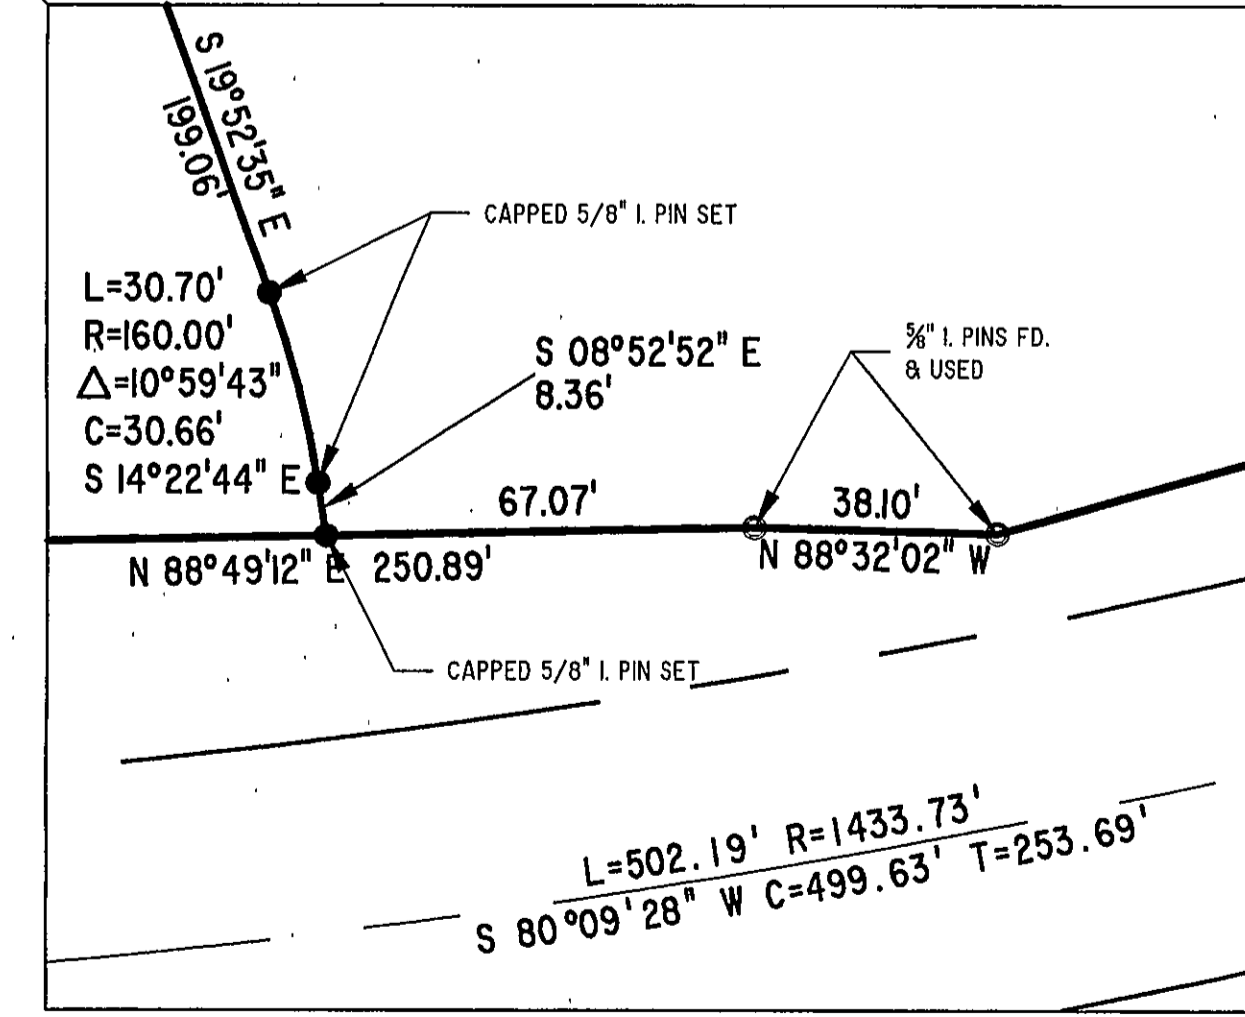 S 19°52'35" E
199.06'
CAPPED 5/8" I. PIN SET
L=30.70'
R=160.00'
Δ=10°59'43"
C=30.66'
S 14°22'44" E
S 08°52'52" E
8.36'
⅝" I. PINS FD.
& USED
67.07'
38.10'
N 88°49'12" E 250.89'
N 88°32'02" W
CAPPED 5/8" I. PIN SET
L=502.19' R=1433.73'
S 80°09'28" W C=499.63' T=253.69'